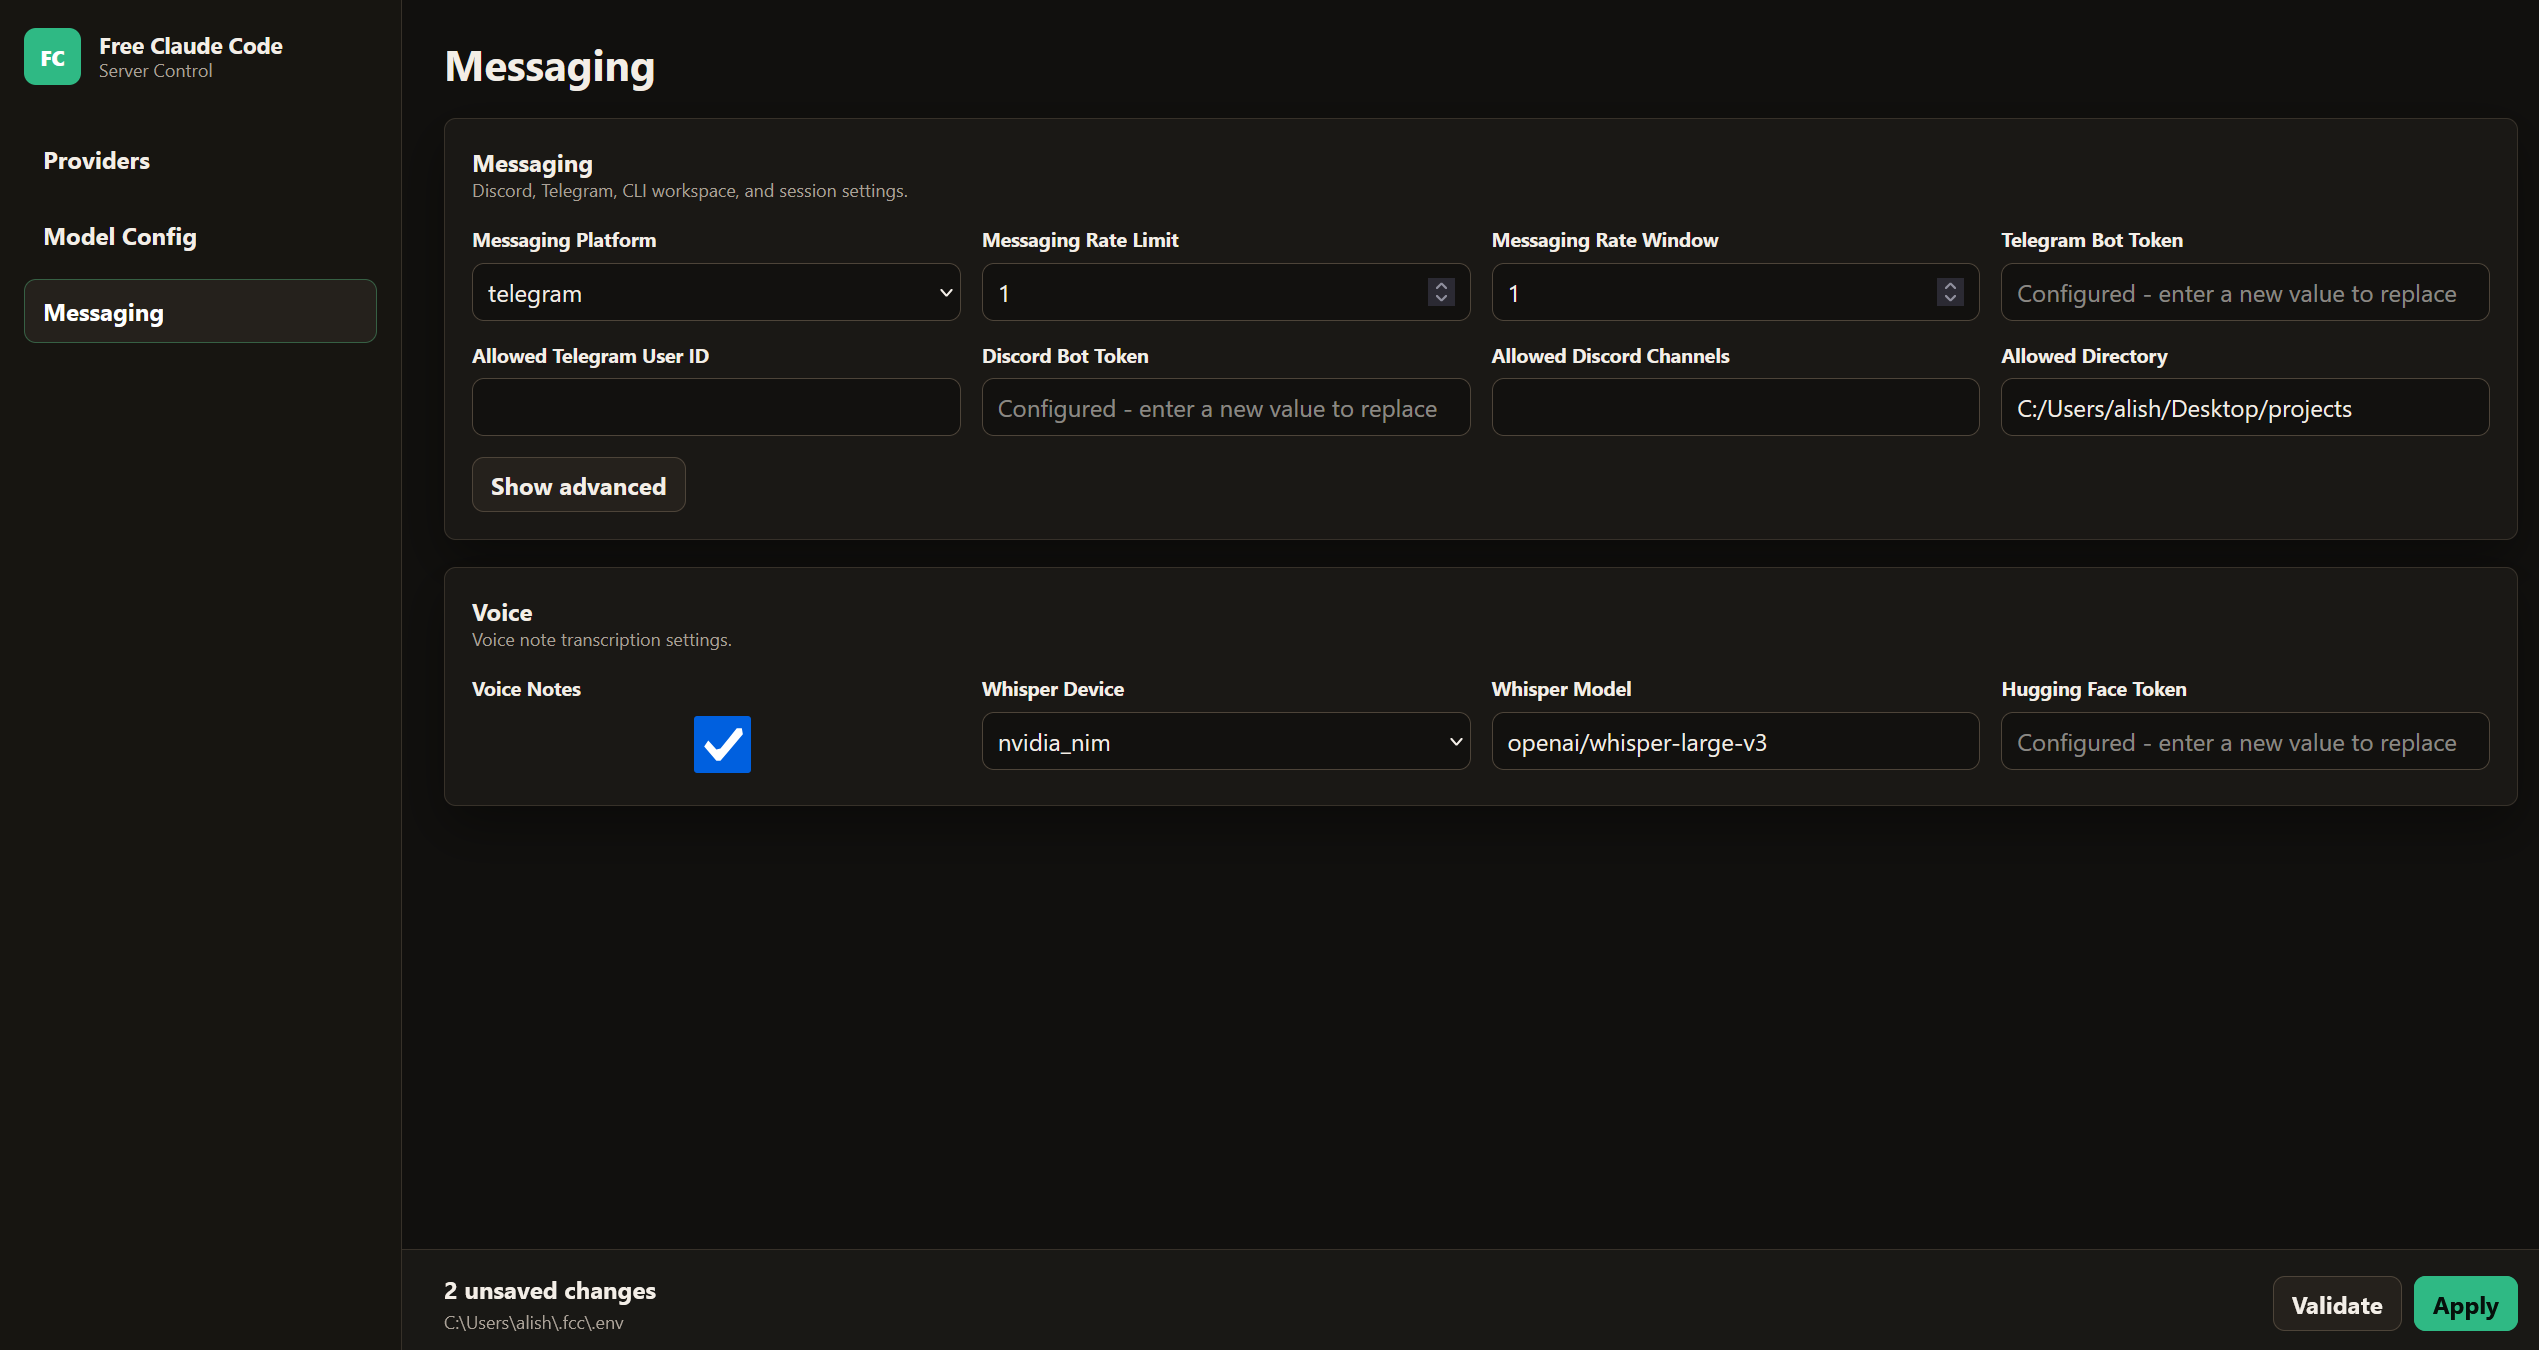 FC
Free Claude Code
Server Control
Providers
Model Config
Messaging
Messaging
Messaging
Discord, Telegram, CLI workspace, and session settings.
Messaging Platform
telegram
Messaging Rate Limit
1
Messaging Rate Window
1
Telegram Bot Token
Configured - enter a new value to replace
Allowed Telegram User ID
Discord Bot Token
Configured - enter a new value to replace
Allowed Discord Channels
Allowed Directory
C:/Users/alish/Desktop/projects
Show advanced
Voice
Voice note transcription settings.
Voice Notes
Whisper Device
nvidia_nim
Whisper Model
openai/whisper-large-v3
Hugging Face Token
Configured - enter a new value to replace
2 unsaved changes
C:\Users\alish\.fcc\.env
Validate
Apply